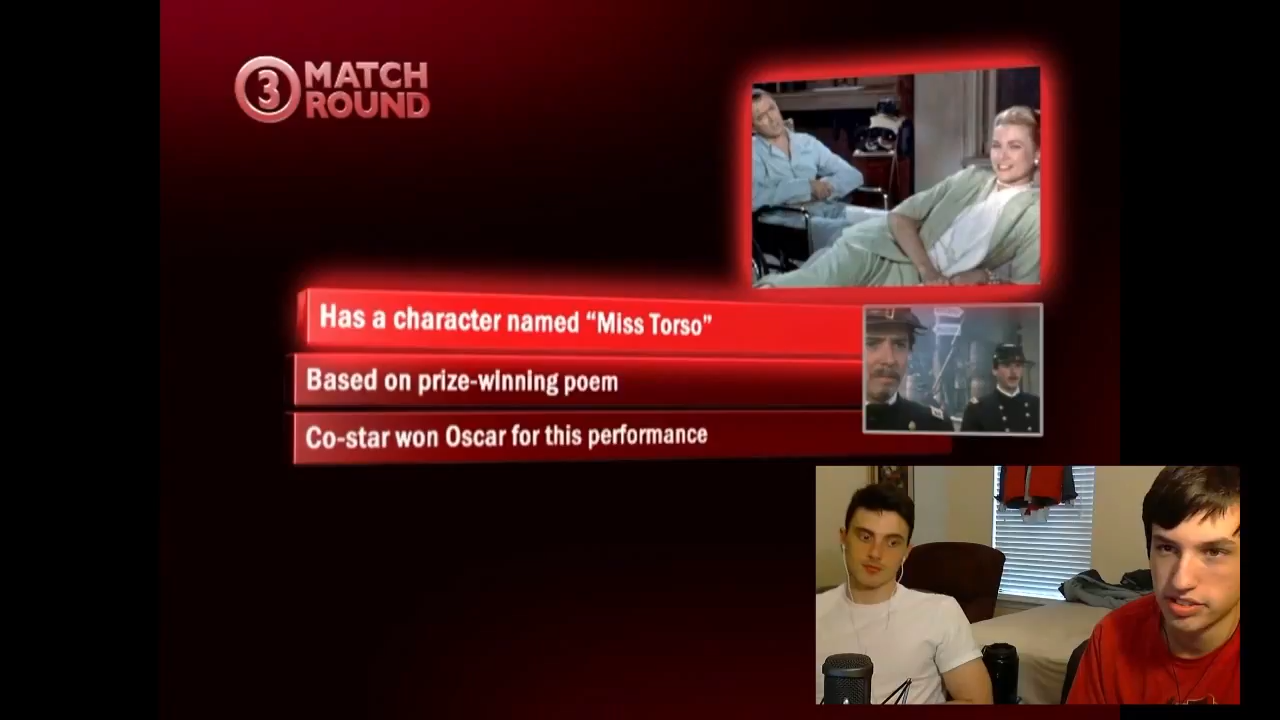 3 MATCH
ROUND
Has a character named “Miss Torso”
Based on prize-winning poem
Co-star won Oscar for this performance